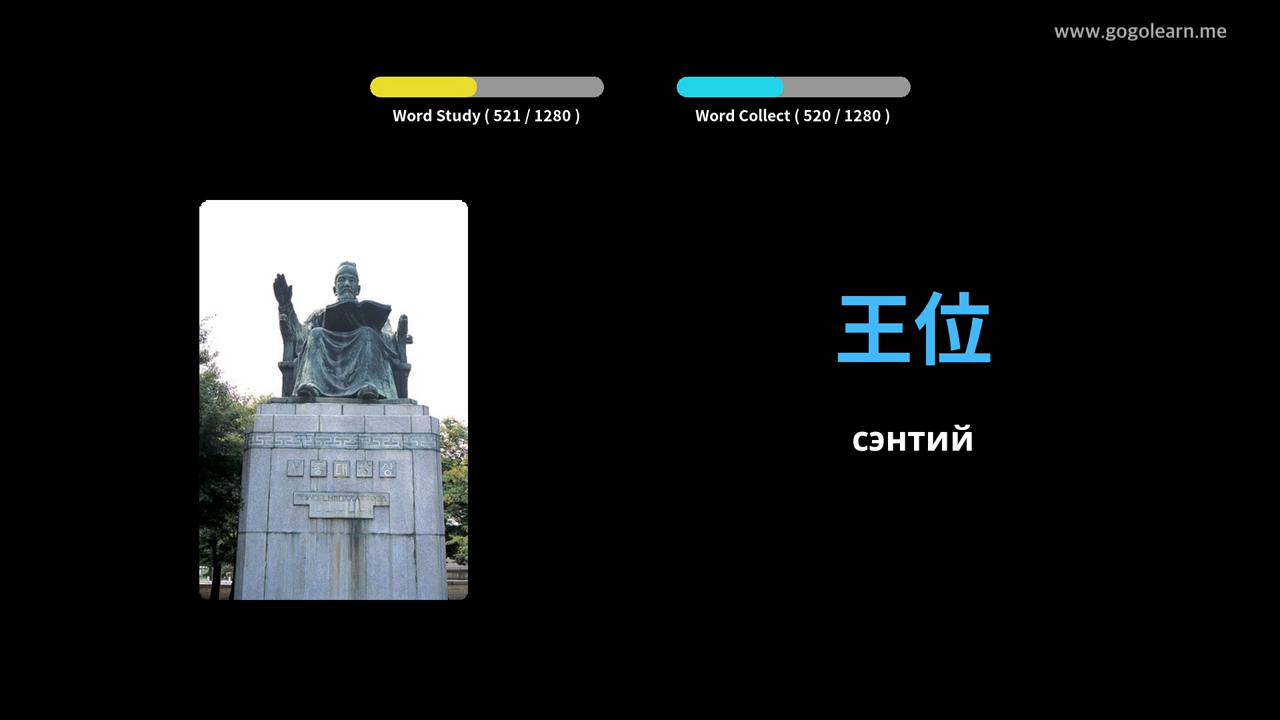 www.gogolearn.me
Word Study ( 521 / 1280 )
Word Collect ( 520 / 1280 )
王位
сэнтий